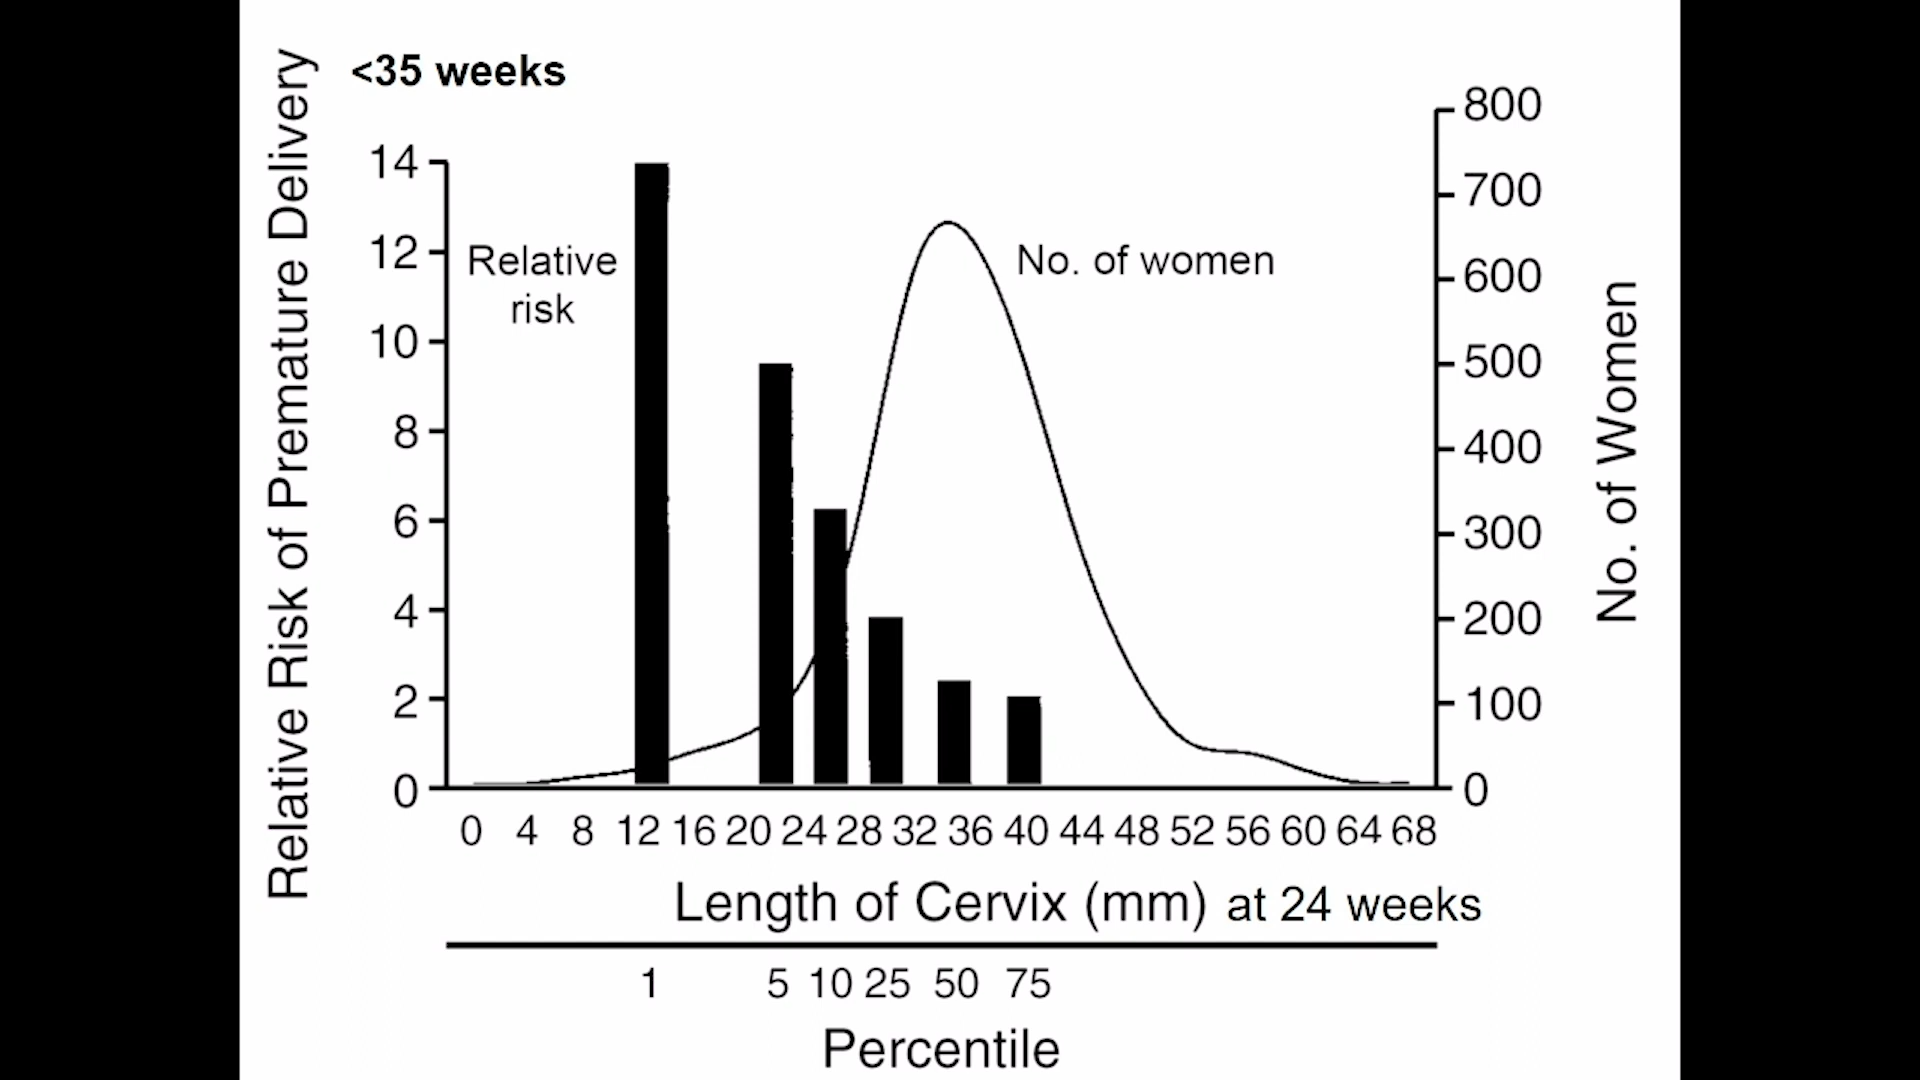 <35 weeks
Relative Risk of Premature Delivery
14
12
10
8
6
4
2
0
Relative
risk
No. of women
800
700
600
500
400
300
200
100
0
No. of Women
0 4 8 12 16 20 24 28 32 36 40 44 48 52 56 60 64 68
Length of Cervix (mm) at 24 weeks
1 5 10 25 50 75
Percentile